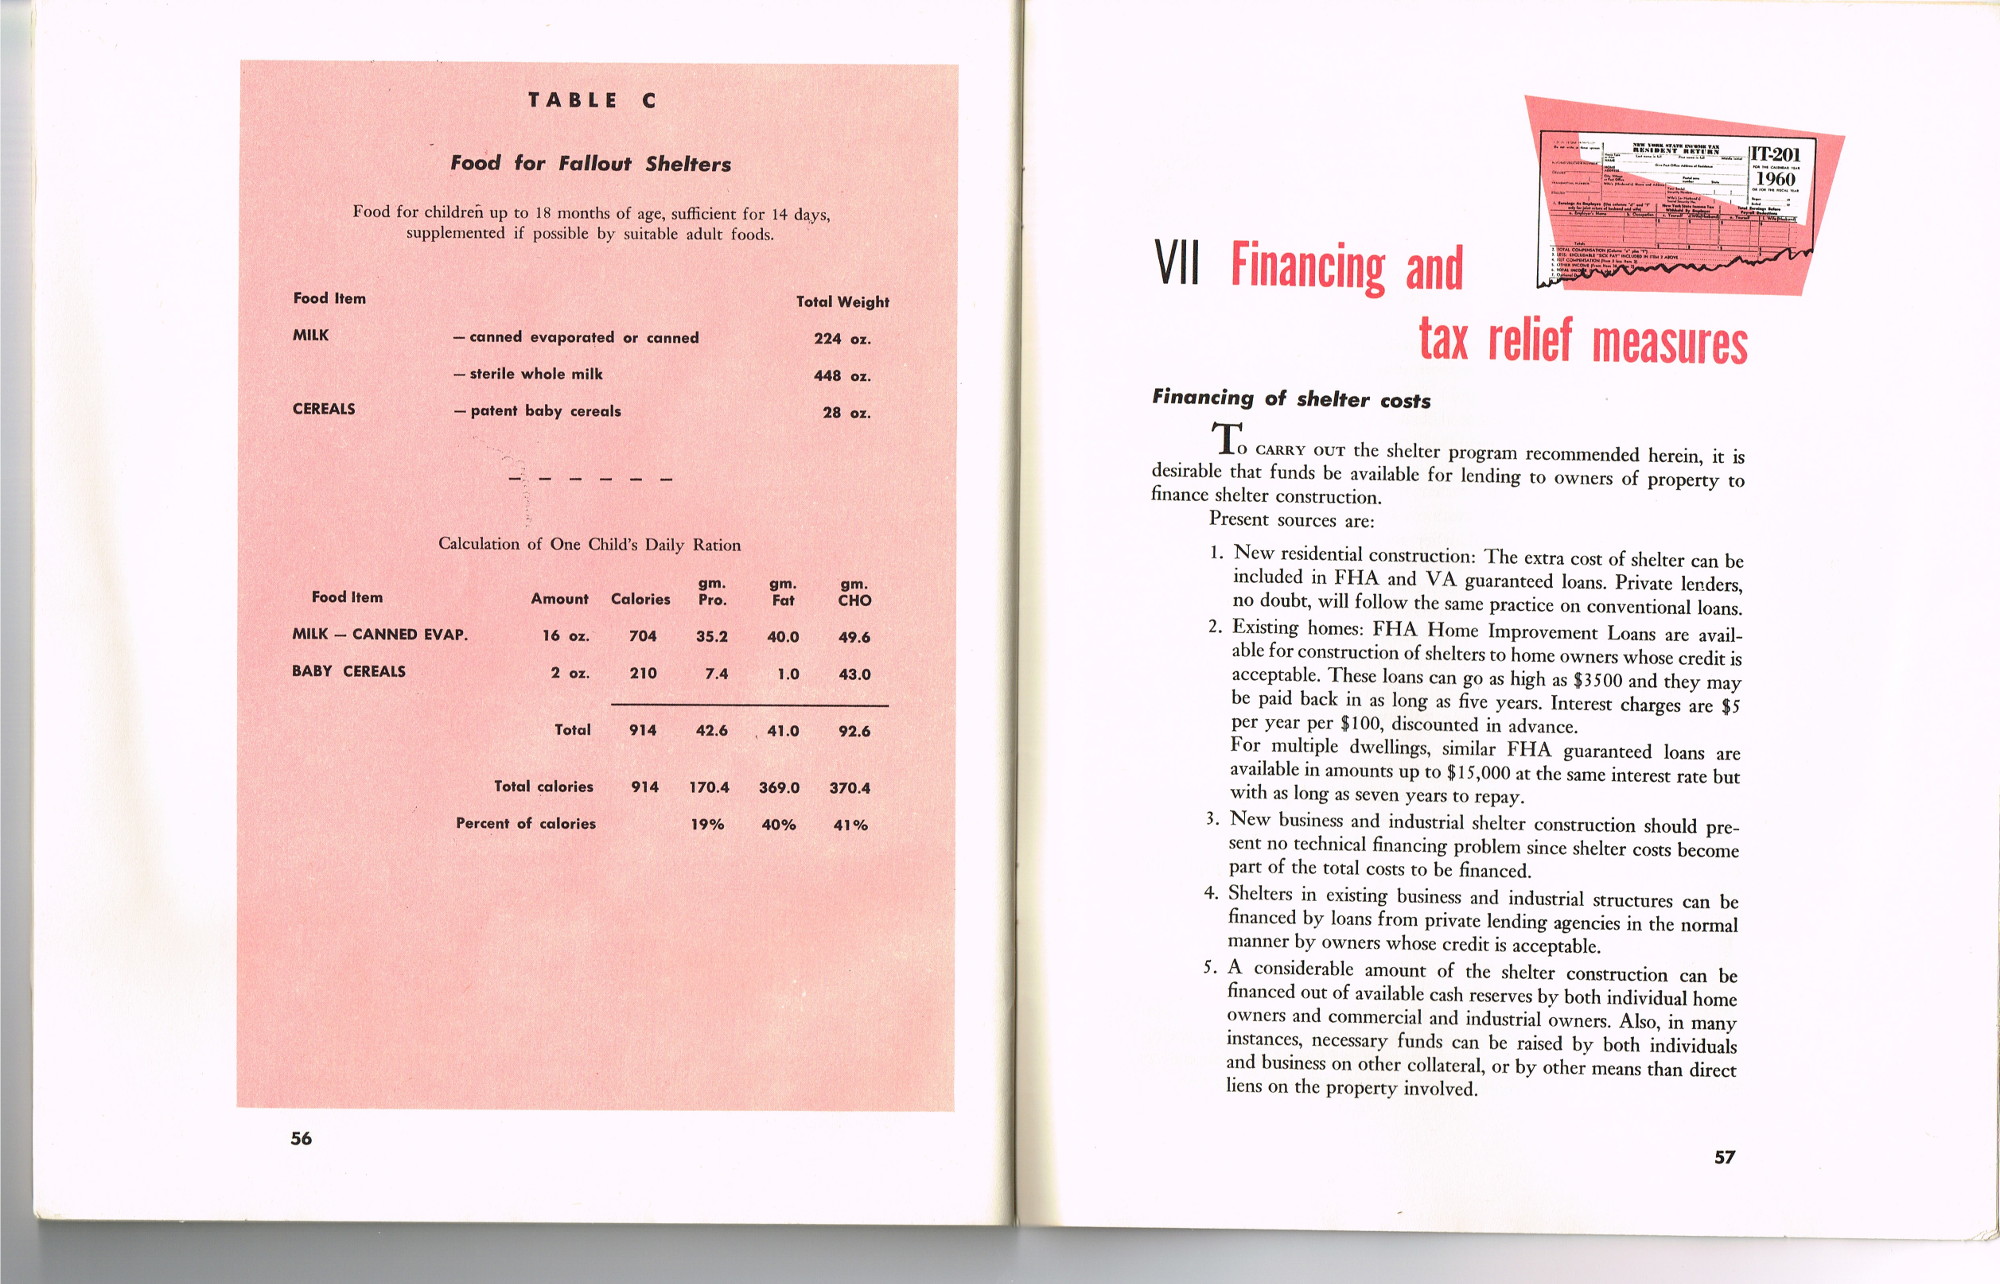 TABLE C
Food for Fallout Shelters
Food for children up to 18 months of age, sufficient for 14 days,
supplemented if possible by suitable adult foods.
Food Item Total Weight
MILK — canned evaporated or canned 224 oz.
— sterile whole milk 448 oz.
CEREALS — patent baby cereals 28 oz.
— — — — — —
Calculation of One Child's Daily Ration
gm. gm. gm.
Food Item Amount Calories Pro. Fat CHO
MILK — CANNED EVAP. 16 oz. 704 35.2 40.0 49.6
BABY CEREALS 2 oz. 210 7.4 1.0 43.0
Total 914 42.6 41.0 92.6
Total calories 914 170.4 369.0 370.4
Percent of calories 19% 40% 41%
56
NEW YORK STATE INCOME TAX
RESIDENT RETURN
IT-201
FOR THE CALENDAR YEAR
1960
VII Financing and
tax relief measures
Financing of shelter costs
TO CARRY OUT the shelter program recommended herein, it is
desirable that funds be available for lending to owners of property to
finance shelter construction.
Present sources are:
1. New residential construction: The extra cost of shelter can be
included in FHA and VA guaranteed loans. Private lenders,
no doubt, will follow the same practice on conventional loans.
2. Existing homes: FHA Home Improvement Loans are avail-
able for construction of shelters to home owners whose credit is
acceptable. These loans can go as high as $3500 and they may
be paid back in as long as five years. Interest charges are $5
per year per $100, discounted in advance.
For multiple dwellings, similar FHA guaranteed loans are
available in amounts up to $15,000 at the same interest rate but
with as long as seven years to repay.
3. New business and industrial shelter construction should pre-
sent no technical financing problem since shelter costs become
part of the total costs to be financed.
4. Shelters in existing business and industrial structures can be
financed by loans from private lending agencies in the normal
manner by owners whose credit is acceptable.
5. A considerable amount of the shelter construction can be
financed out of available cash reserves by both individual home
owners and commercial and industrial owners. Also, in many
instances, necessary funds can be raised by both individuals
and business on other collateral, or by other means than direct
liens on the property involved.
57